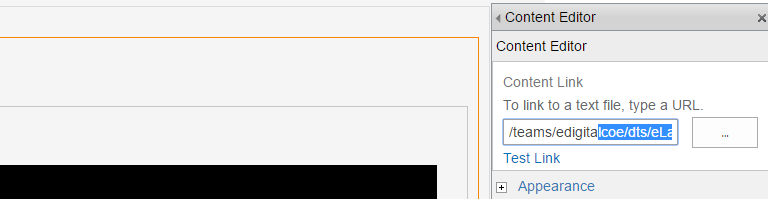 Content Editor
Content Editor
Content Link
To link to a text file, type a URL.
/teams/edigitalcoe/dts/eLa
...
Test Link
Appearance